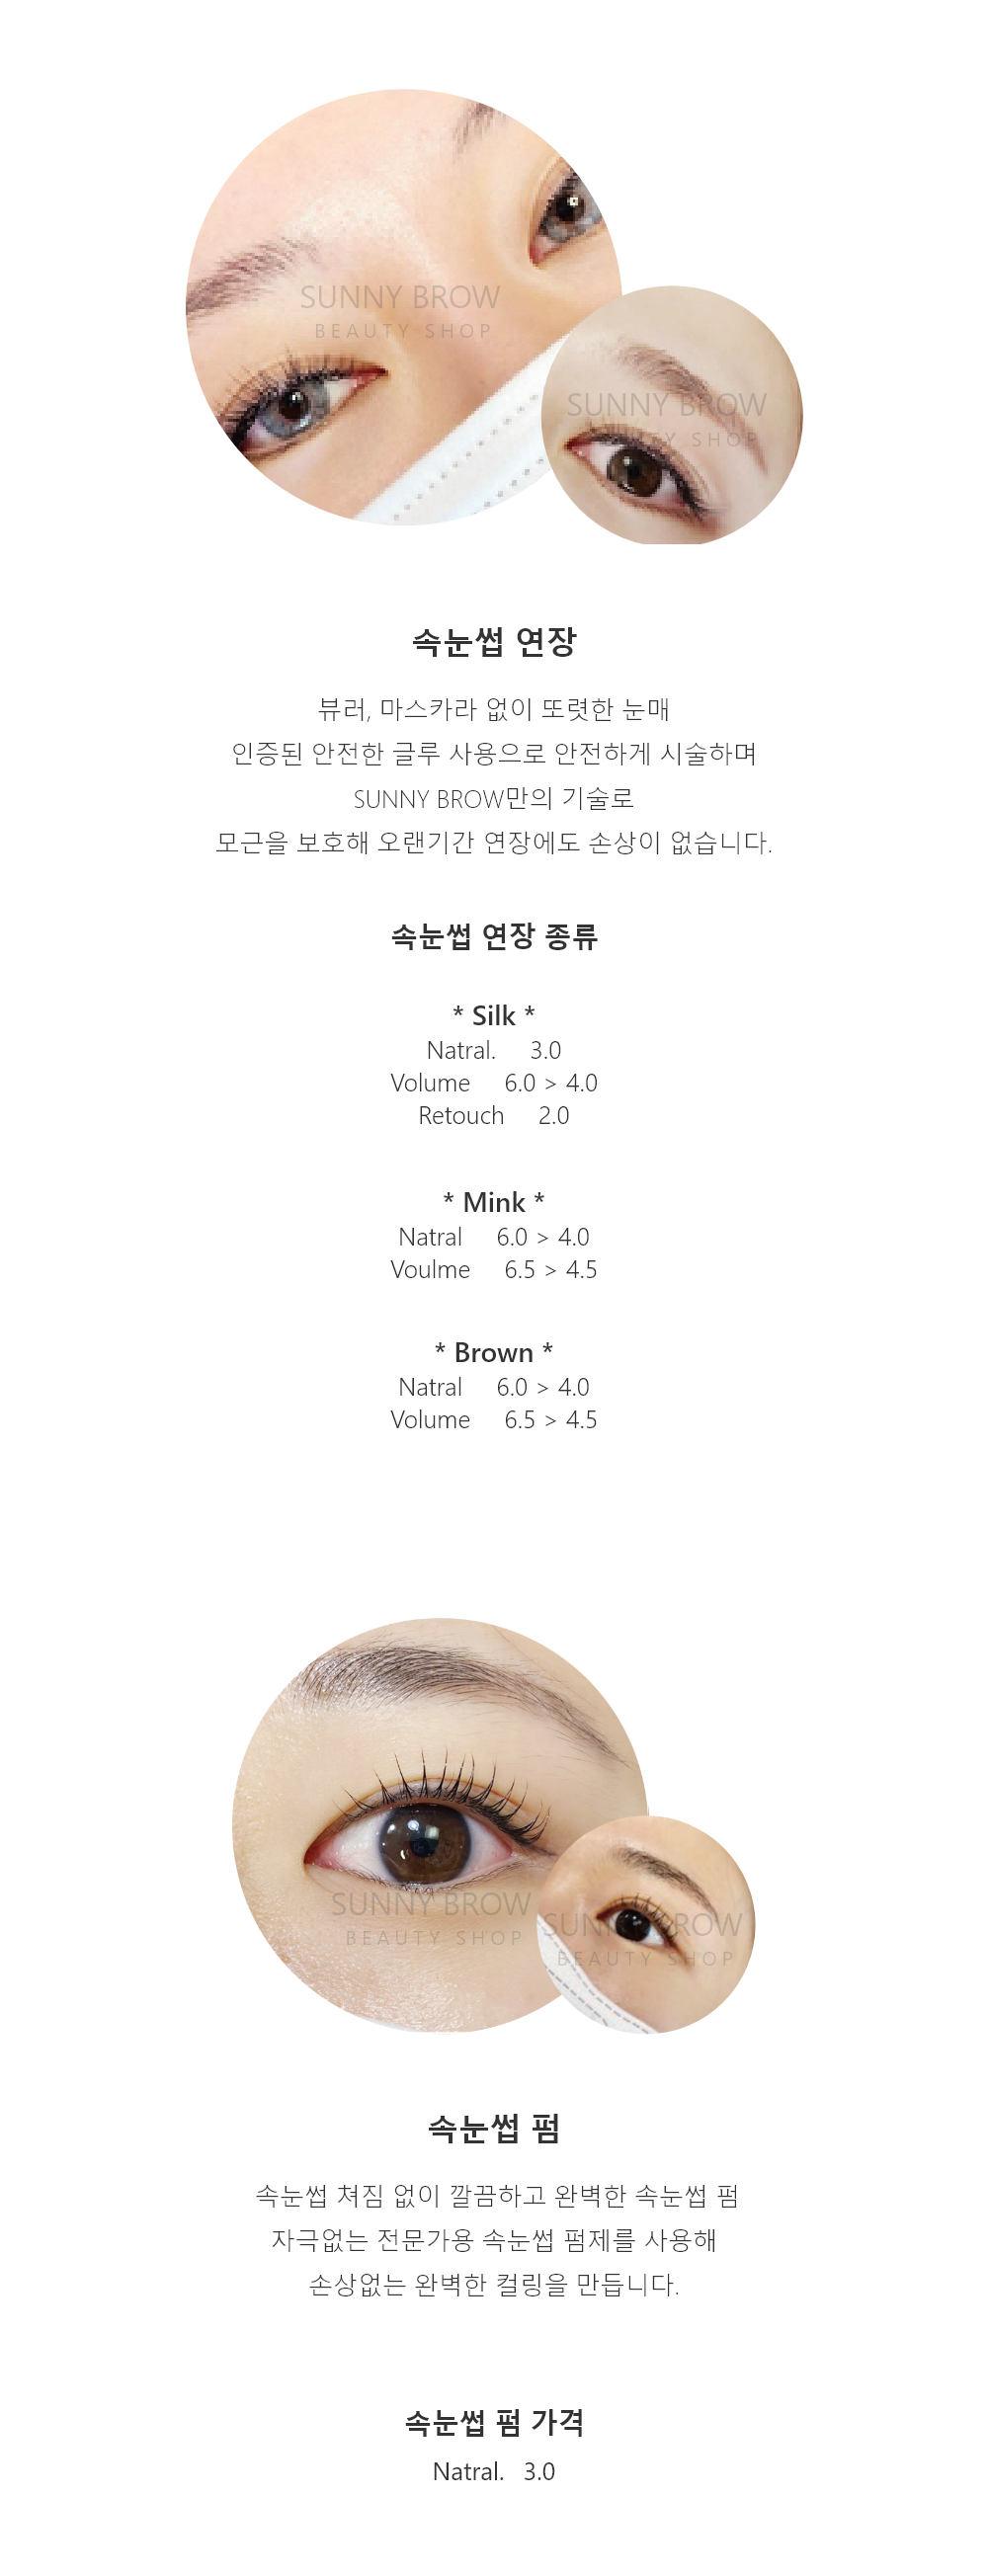 SUNNY BROW
BEAUTY SHOP
SUNNY BROW
BEAUTY SHOP
속눈썹 연장
뷰러, 마스카라 없이 또렷한 눈매
인증된 안전한 글루 사용으로 안전하게 시술하며
SUNNY BROW만의 기술로
모근을 보호해 오랜기간 연장에도 손상이 없습니다.
속눈썹 연장 종류
* Silk *
Natral. 3.0
Volume 6.0 > 4.0
Retouch 2.0
* Mink *
Natral 6.0 > 4.0
Voulme 6.5 > 4.5
* Brown *
Natral 6.0 > 4.0
Volume 6.5 > 4.5
SUNNY BROW
BEAUTY SHOP
SUNNY BROW
BEAUTY SHOP
속눈썹 펌
속눈썹 쳐짐 없이 깔끔하고 완벽한 속눈썹 펌
자극없는 전문가용 속눈썹 펌제를 사용해
손상없는 완벽한 컬링을 만듭니다.
속눈썹 펌 가격
Natral. 3.0